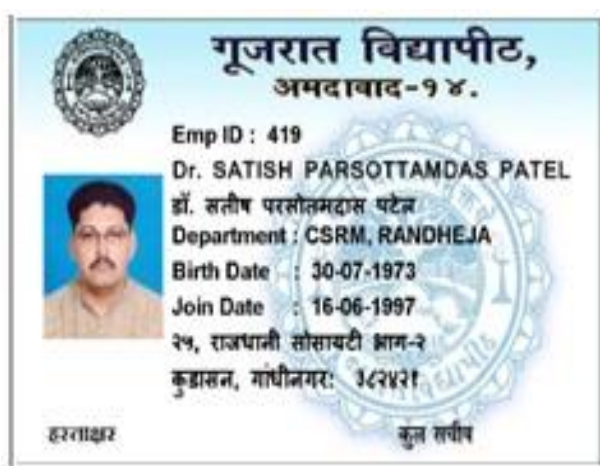 गूजरात विद्यापीठ,
अमदावाद-१४.
Emp ID : 419
Dr. SATISH PARSOTTAMDAS PATEL
डॉ. सतीष परसोतमदास पटेल
Department : CSRM, RANDHEJA
Birth Date : 30-07-1973
Join Date : 16-06-1997
२५, राजधानी सोसायटी भाग-२
कुडासन, गांधीनगर: ३८२४२१
हस्ताक्षर
कुल सचीव